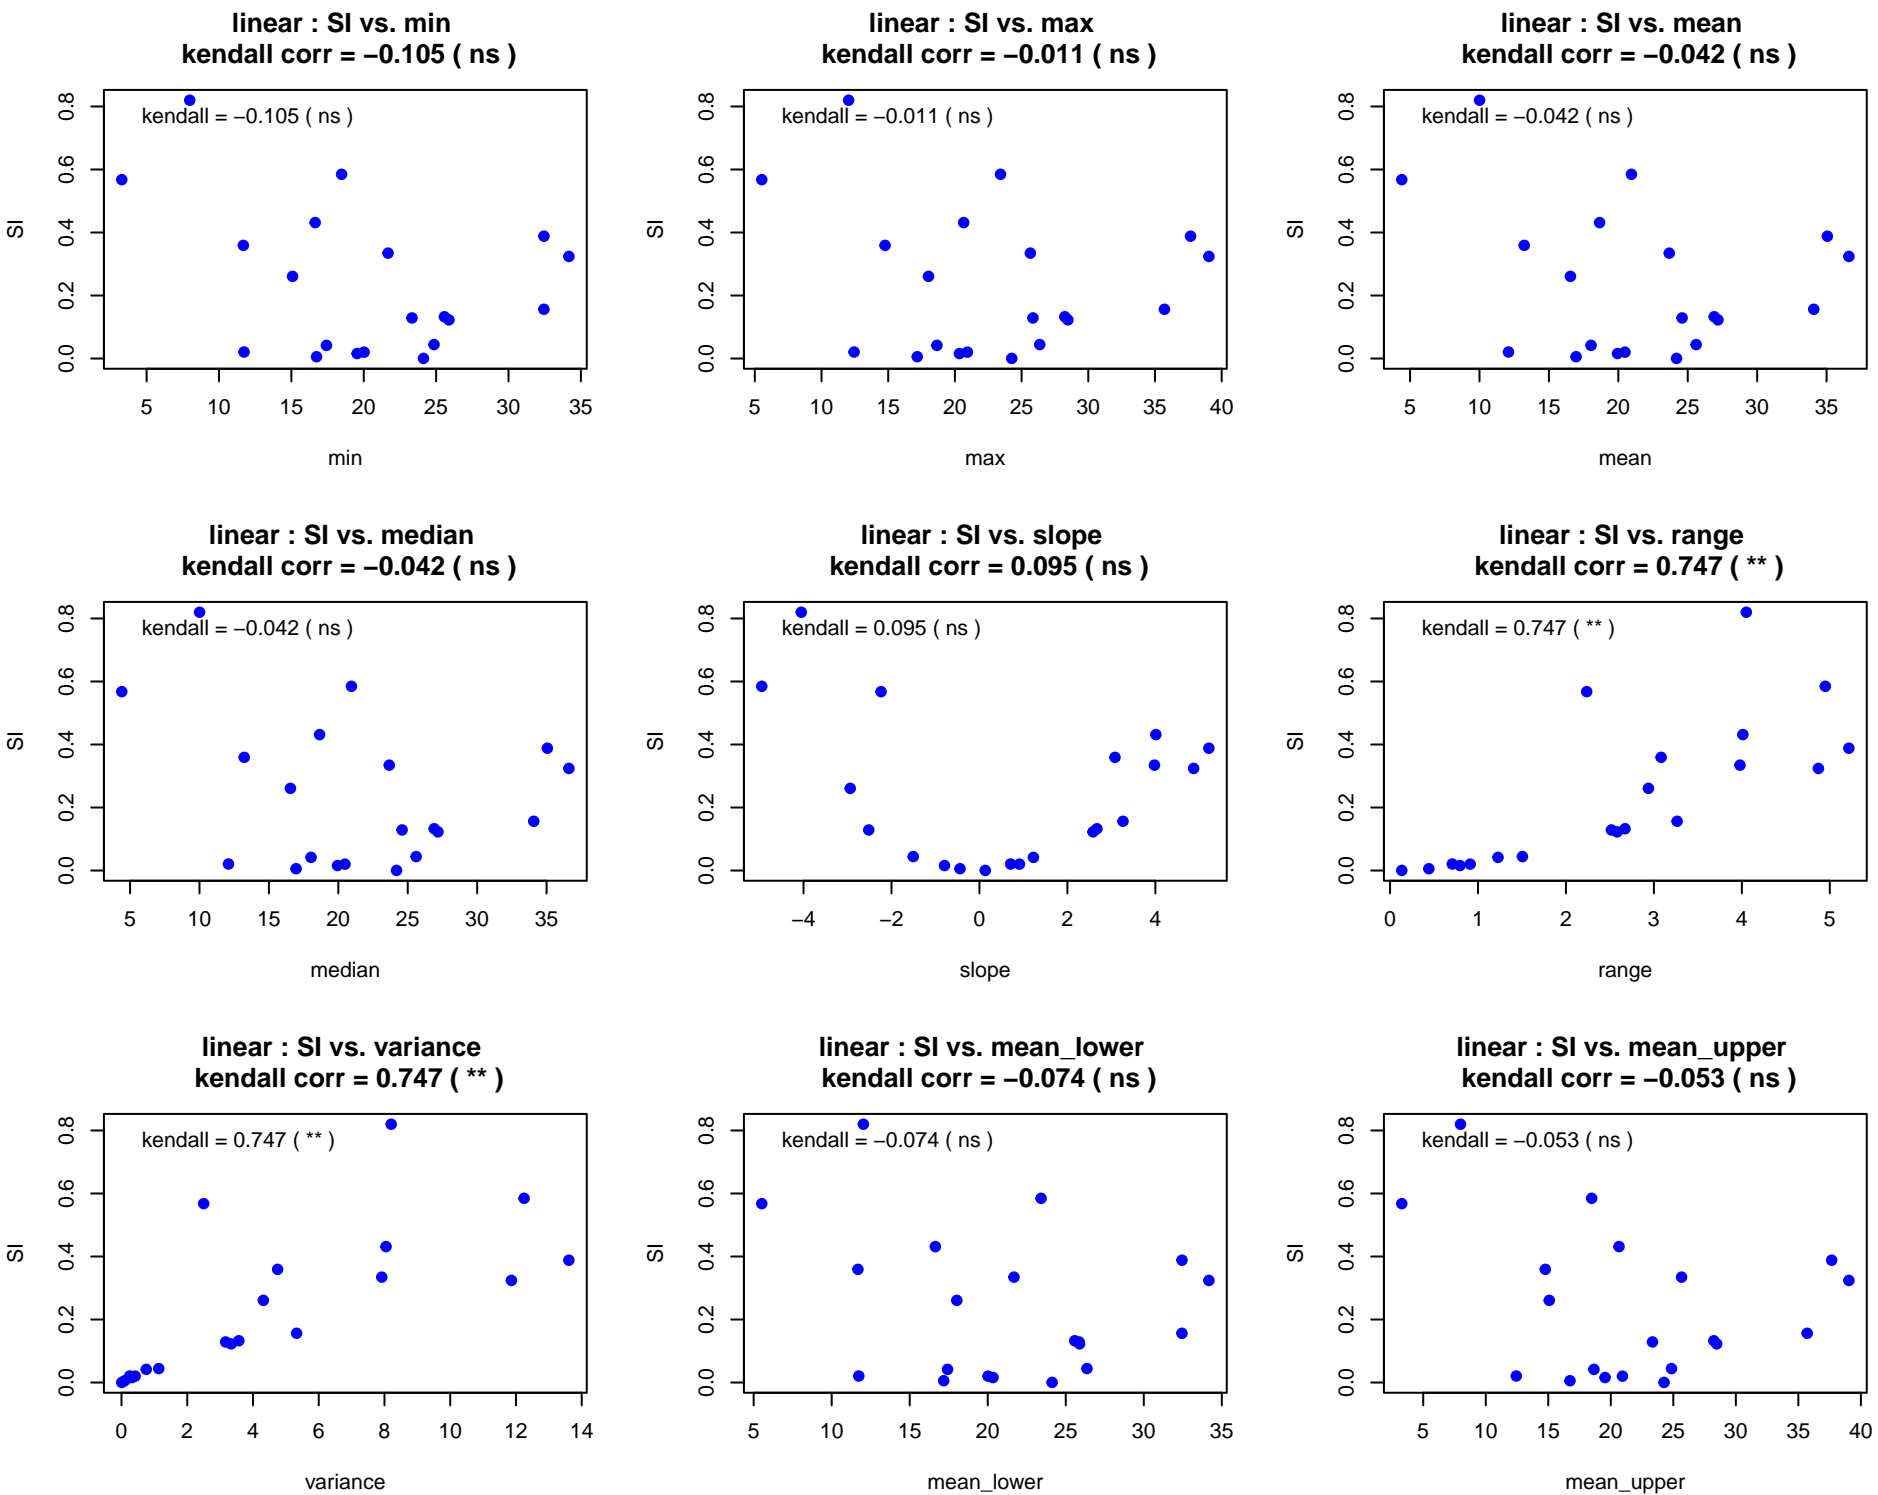 linear : SI vs. min
kendall corr = −0.105 ( ns )
kendall = −0.105 ( ns )
SI
0.0 0.2 0.4 0.6 0.8
5 10 15 20 25 30 35
min
linear : SI vs. max
kendall corr = −0.011 ( ns )
kendall = −0.011 ( ns )
SI
0.0 0.2 0.4 0.6 0.8
5 10 15 20 25 30 35 40
max
linear : SI vs. mean
kendall corr = −0.042 ( ns )
kendall = −0.042 ( ns )
SI
0.0 0.2 0.4 0.6 0.8
5 10 15 20 25 30 35
mean
linear : SI vs. median
kendall corr = −0.042 ( ns )
kendall = −0.042 ( ns )
SI
0.0 0.2 0.4 0.6 0.8
5 10 15 20 25 30 35
median
linear : SI vs. slope
kendall corr = 0.095 ( ns )
kendall = 0.095 ( ns )
SI
0.0 0.2 0.4 0.6 0.8
−4 −2 0 2 4
slope
linear : SI vs. range
kendall corr = 0.747 ( ** )
kendall = 0.747 ( ** )
SI
0.0 0.2 0.4 0.6 0.8
0 1 2 3 4 5
range
linear : SI vs. variance
kendall corr = 0.747 ( ** )
kendall = 0.747 ( ** )
SI
0.0 0.2 0.4 0.6 0.8
0 2 4 6 8 10 12 14
variance
linear : SI vs. mean_lower
kendall corr = −0.074 ( ns )
kendall = −0.074 ( ns )
SI
0.0 0.2 0.4 0.6 0.8
5 10 15 20 25 30 35
mean_lower
linear : SI vs. mean_upper
kendall corr = −0.053 ( ns )
kendall = −0.053 ( ns )
SI
0.0 0.2 0.4 0.6 0.8
5 10 15 20 25 30 35 40
mean_upper